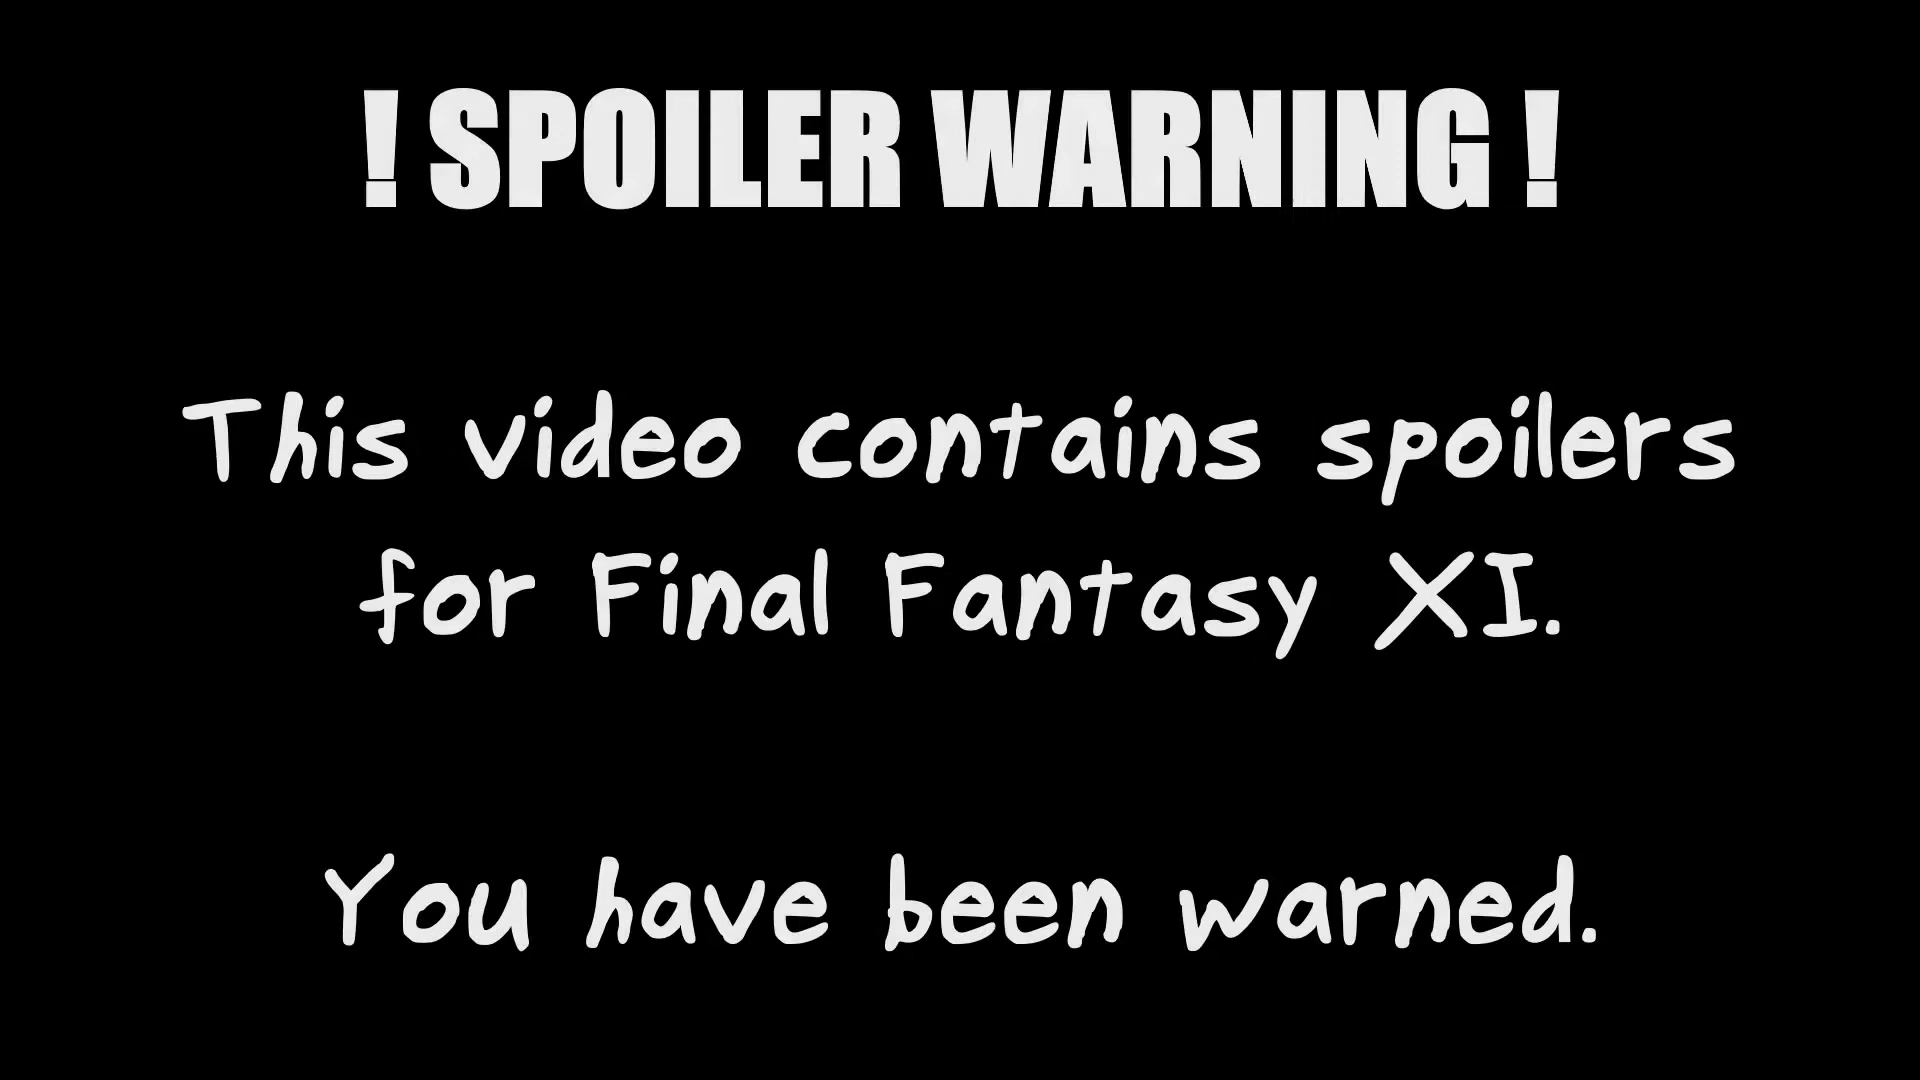 ! SPOILER WARNING !
This video contains spoilers
for Final Fantasy XI.
You have been warned.